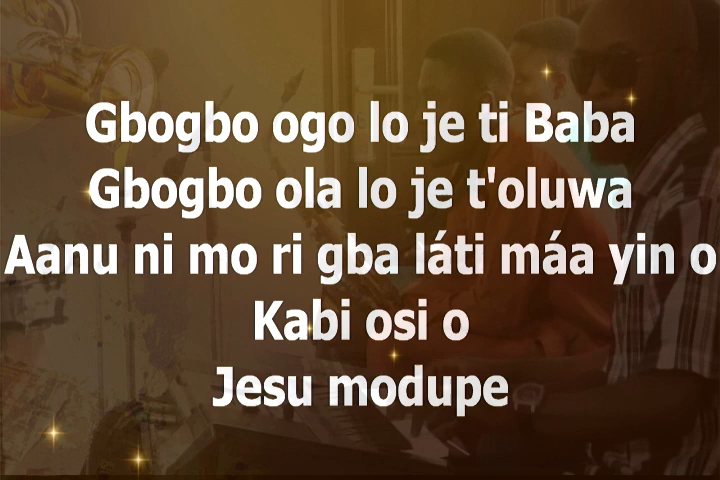 Gbogbo ogo lo je ti Baba
Gbogbo ola lo je t'oluwa
Aanu ni mo ri gba láti máa yin o
Kabi osi o
Jesu modupe